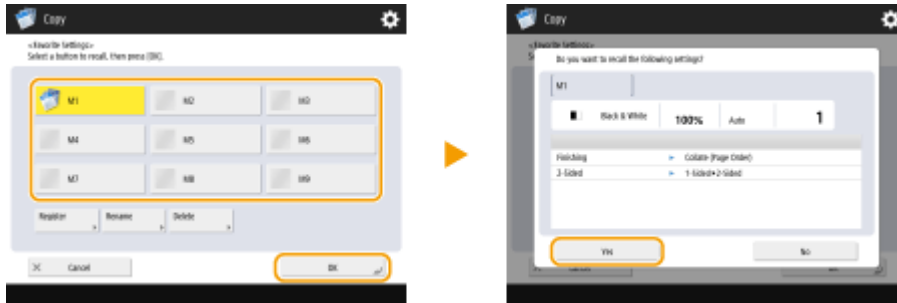 Copy
<Favorite Settings>
Select a button to recall, then press [OK].
M1
M2
M3
M4
M5
M6
M7
M8
M9
Register
Rename
Delete
Cancel
OK
Copy
<Favorite Settings>
Do you want to recall the following settings?
M1
Black & White
100%
Auto
1
Finishing
Collate (Page Order)
2-Sided
1-Sided▸2-Sided
Yes
No